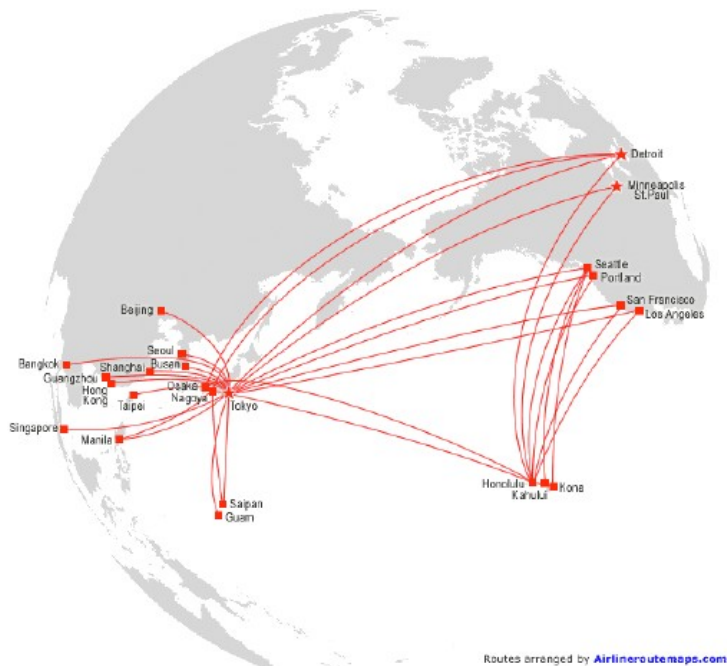 Detroit
Minneapolis
St.Paul
Seattle
Portland
San Francisco
Los Angeles
Beijing
Seoul
Busan
Bangkok
Shanghai
Guangzhou
Hong
Kong
Osaka
Nagoya
Tokyo
Taipei
Singapore
Manila
Honolulu
Kahului
Kona
Saipan
Guam
Routes arranged by Airlineroutemaps.com